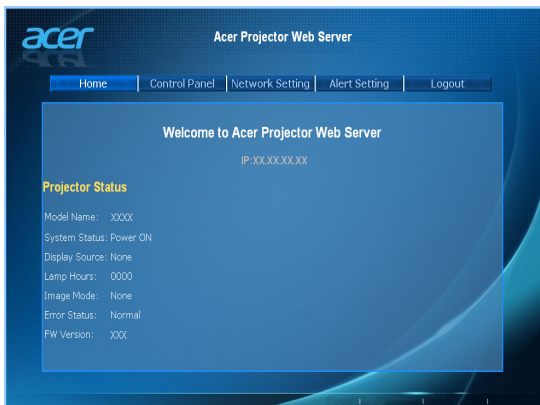 acer
Acer Projector Web Server
Home Control Panel Network Setting Alert Setting Logout
Welcome to Acer Projector Web Server
IP:XX.XX.XX.XX
Projector Status
Model Name: XXXX
System Status: Power ON
Display Source: None
Lamp Hours: 0000
Image Mode: None
Error Status: Normal
FW Version: XXX